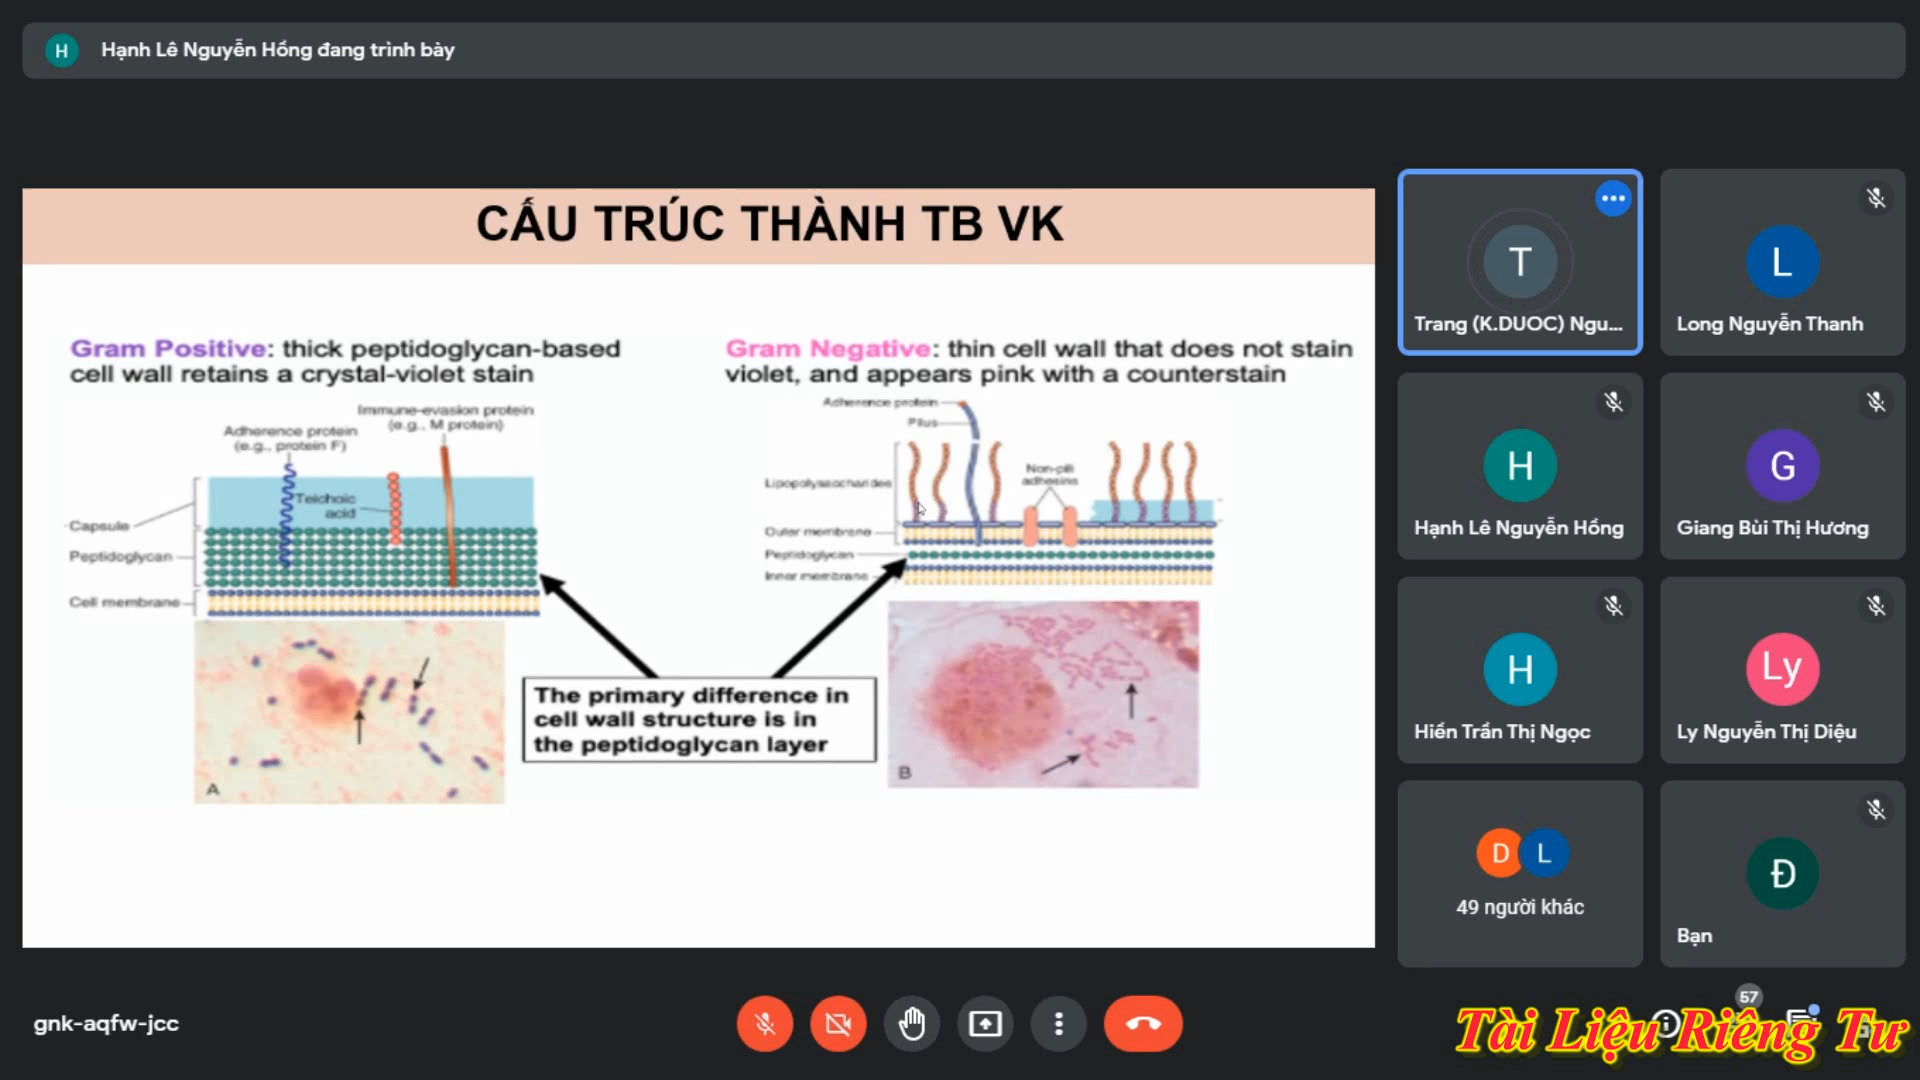 H
Hạnh Lê Nguyễn Hồng đang trình bày
CẤU TRÚC THÀNH TB VK
Gram Positive: thick peptidoglycan-based
cell wall retains a crystal-violet stain
Immune-evasion protein
(e.g., M protein)
Adherence protein
(e.g., protein F)
Teichoic
acid
Capsule
Peptidoglycan
Cell membrane
A
Gram Negative: thin cell wall that does not stain
violet, and appears pink with a counterstain
Adherence protein
Pilus
Non-pili
adhesins
Lipopolysaccharides
Outer membrane
Peptidoglycan
Inner membrane
B
The primary difference in
cell wall structure is in
the peptidoglycan layer
T
Trang (K.DUOC) Ngu...
L
Long Nguyễn Thanh
H
Hạnh Lê Nguyễn Hồng
G
Giang Bùi Thị Hương
H
Hiền Trần Thị Ngọc
Ly
Ly Nguyễn Thị Diệu
D
L
49 người khác
Đ
Bạn
gnk-aqfw-jcc
57
Tài Liệu Riêng Tư